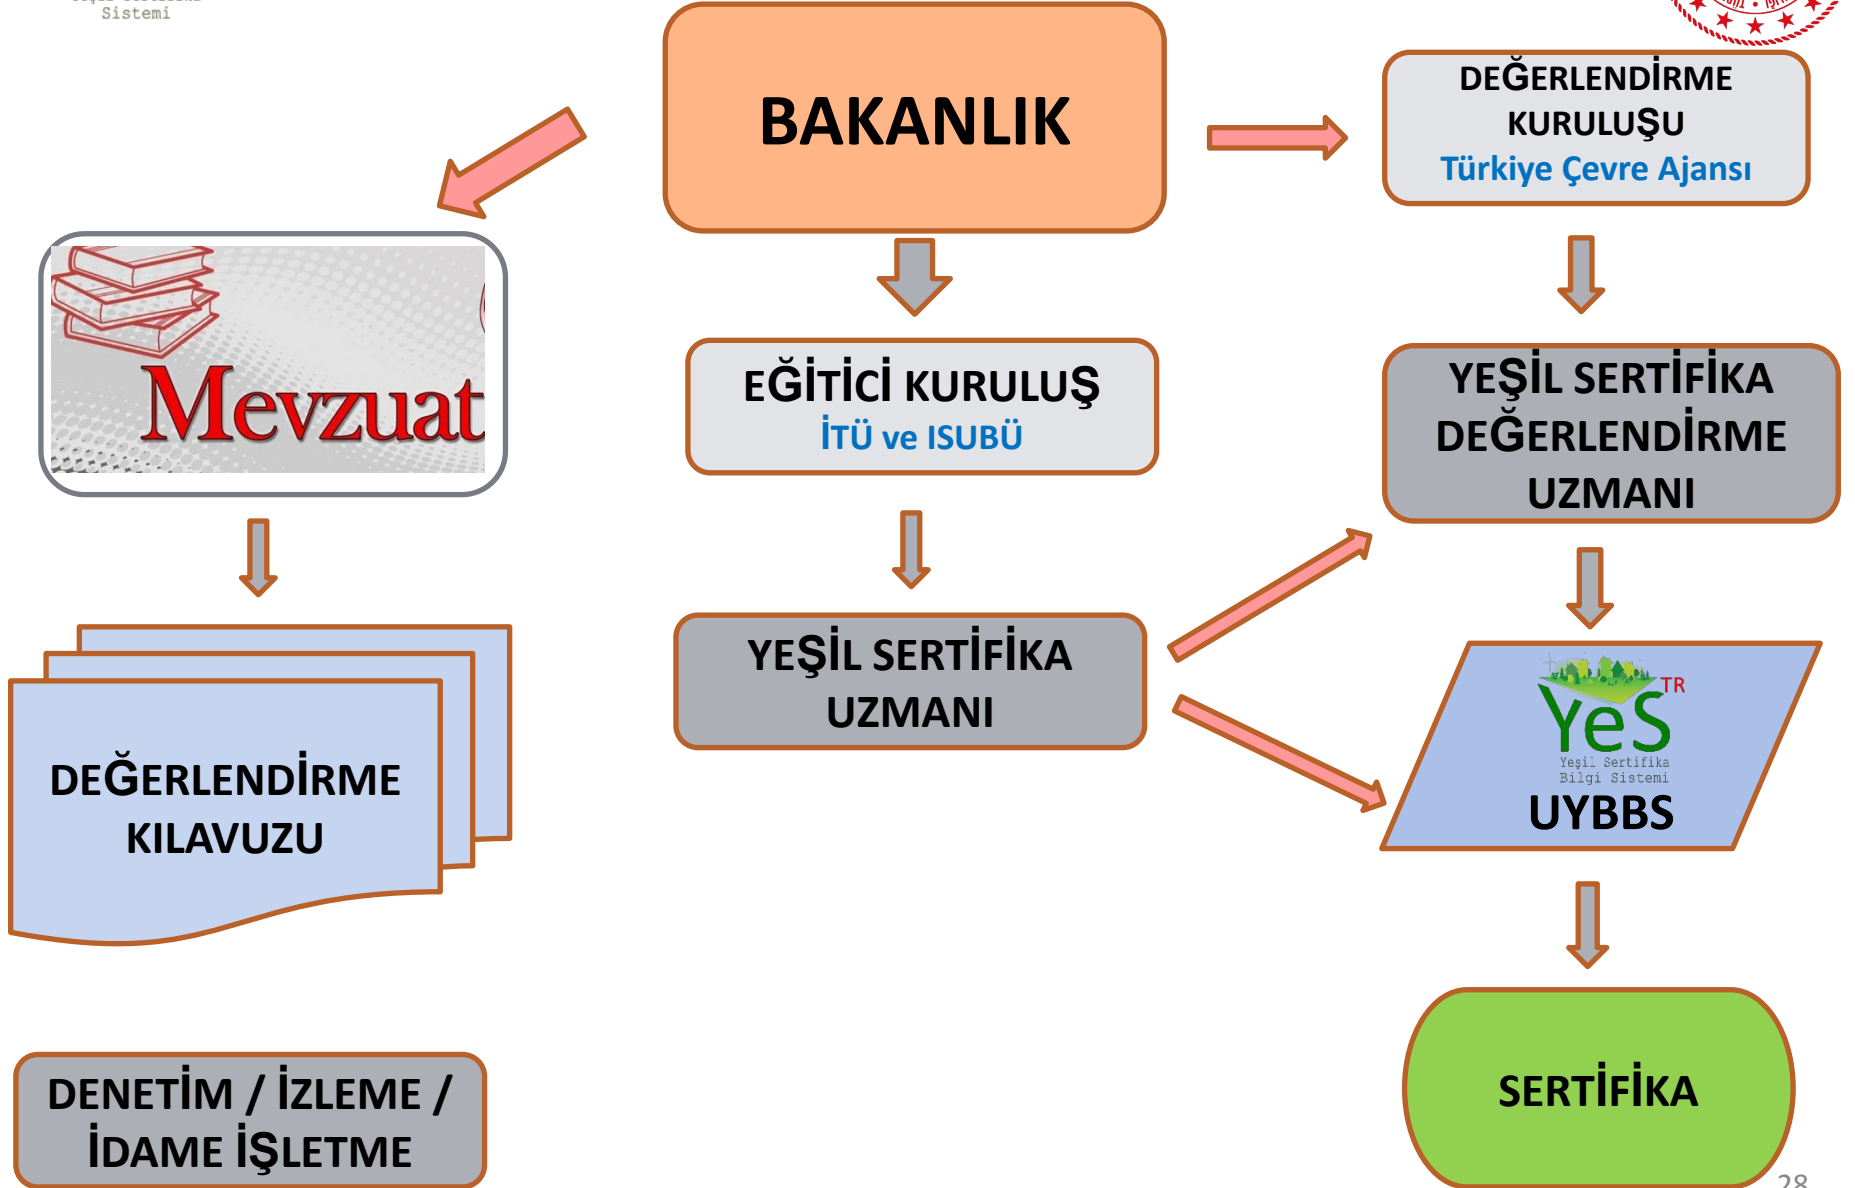 Sistemi
BAKANLIK
DEĞERLENDİRME
KURULUŞU
Türkiye Çevre Ajansı
Mevzuat
EĞİTİCİ KURULUŞ
İTÜ ve ISUBÜ
YEŞİL SERTİFİKA
DEĞERLENDİRME
UZMANI
YEŞİL SERTİFİKA
UZMANI
DEĞERLENDİRME
KILAVUZU
YeS TR
Yeşil Sertifika
Bilgi Sistemi
UYBBS
DENETİM / İZLEME /
İDAME İŞLETME
SERTİFİKA
28